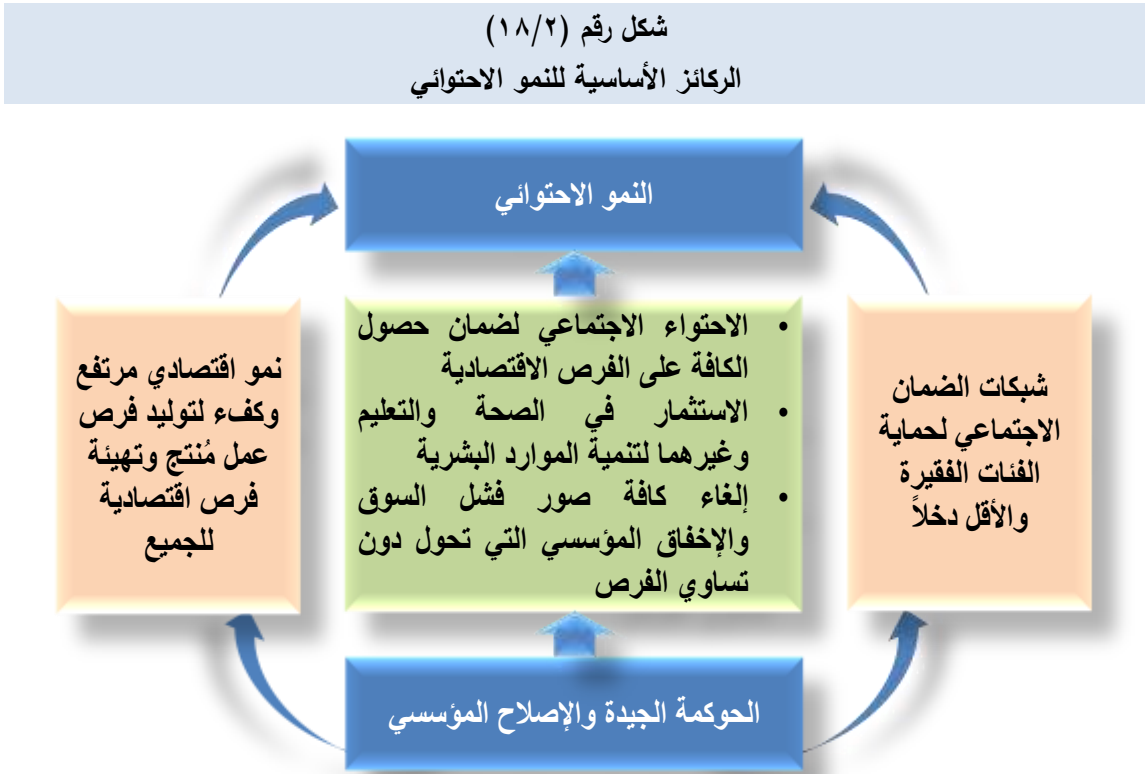 شكل رقم (١٨/٢)
الركائز الأساسية للنمو الاحتوائي
النمو الاحتوائي
شبكات الضمان
الاجتماعي لحماية
الفئات الفقيرة
والأقل دخلاً
• الاحتواء الاجتماعي لضمان حصول
الكافة على الفرص الاقتصادية
• الاستثمار في الصحة والتعليم
وغيرهما لتنمية الموارد البشرية
• إلغاء كافة صور فشل السوق
والإخفاق المؤسسي التي تحول دون
تساوي الفرص
نمو اقتصادي مرتفع
وكفء لتوليد فرص
عمل مُنتج وتهيئة
فرص اقتصادية
للجميع
الحوكمة الجيدة والإصلاح المؤسسي